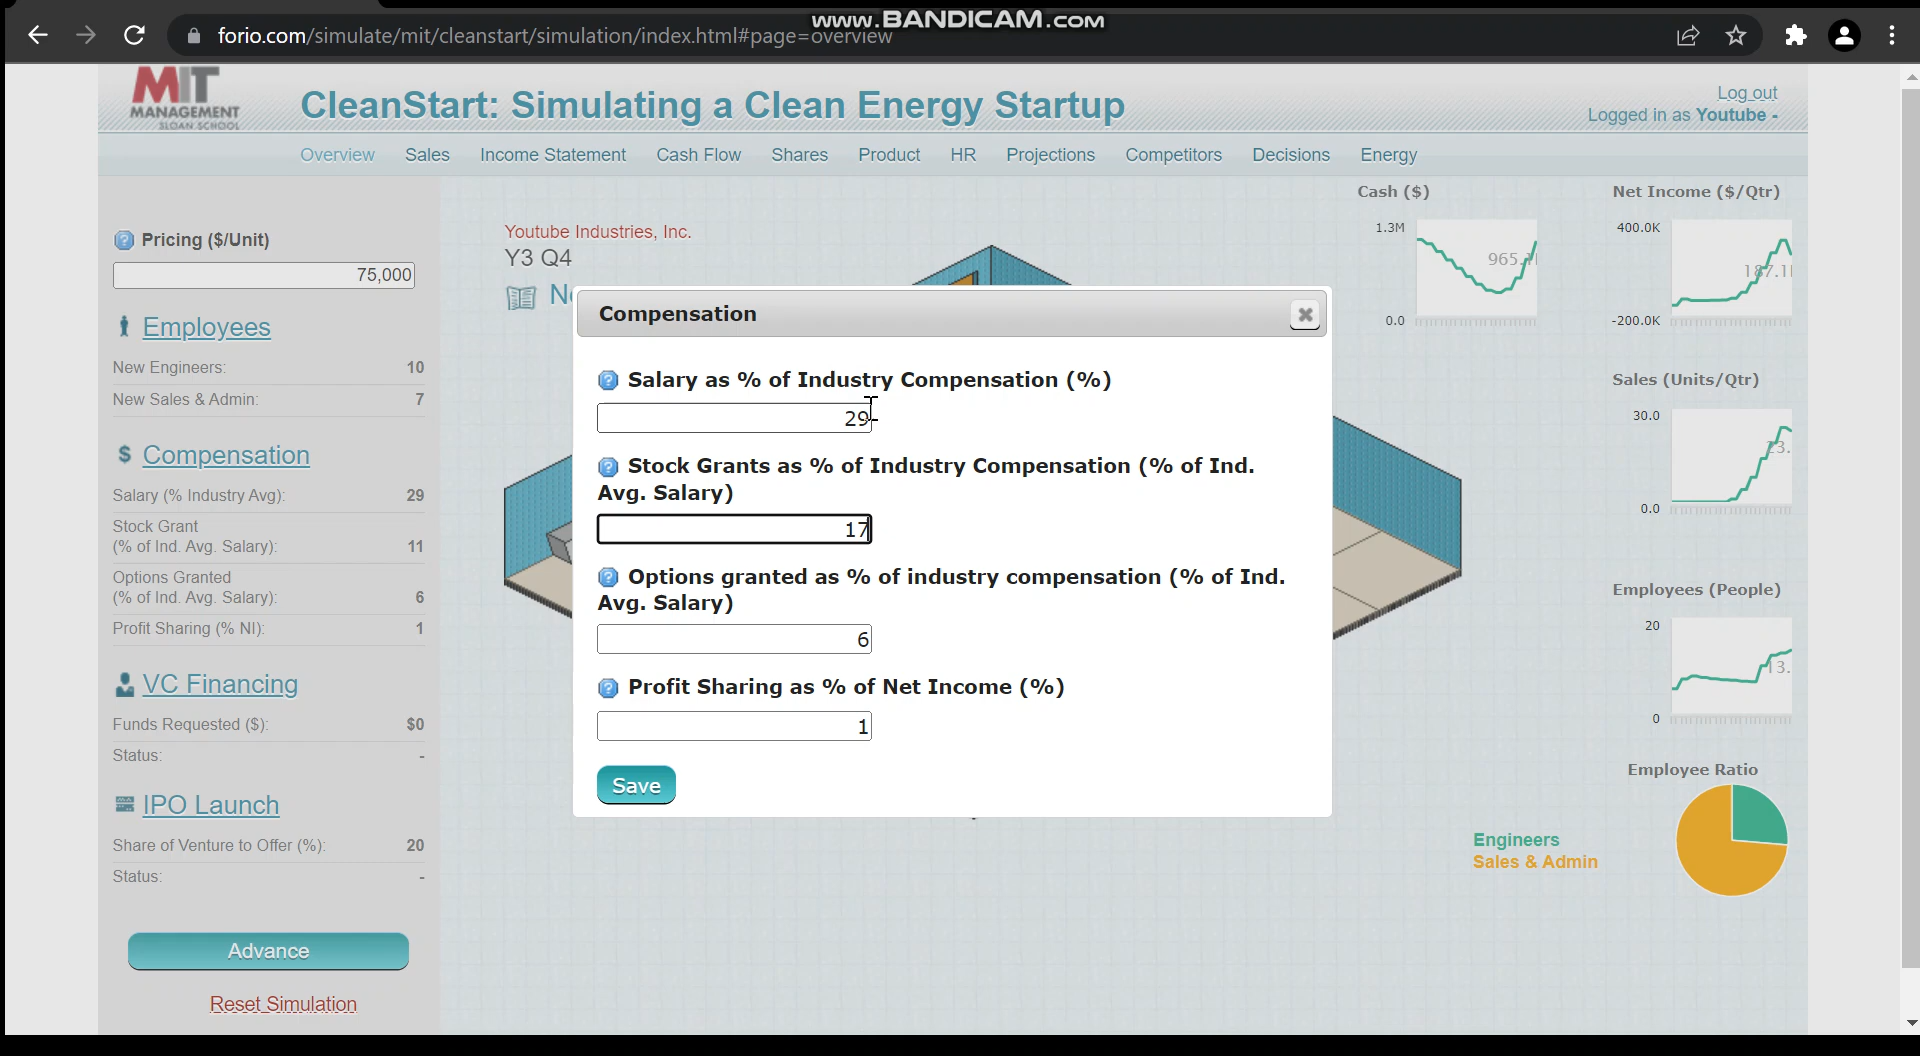 www.BANDICAM.com
forio.com/simulate/mit/cleanstart/simulation/index.html#page=overview
MIT
MANAGEMENT
SLOAN SCHOOL
CleanStart: Simulating a Clean Energy Startup
Log out
Logged in as Youtube -
Overview Sales Income Statement Cash Flow Shares Product HR Projections Competitors Decisions Energy
Pricing ($/Unit)
75,000
Employees
New Engineers: 10
New Sales & Admin: 7
Compensation
Salary (% Industry Avg): 29
Stock Grant
(% of Ind. Avg. Salary): 11
Options Granted
(% of Ind. Avg. Salary): 6
Profit Sharing (% NI): 1
VC Financing
Funds Requested ($): $0
Status: -
IPO Launch
Share of Venture to Offer (%): 20
Status: -
Advance
Reset Simulation
Youtube Industries, Inc.
Y3 Q4
Compensation
Salary as % of Industry Compensation (%)
29
Stock Grants as % of Industry Compensation (% of Ind.
Avg. Salary)
17
Options granted as % of industry compensation (% of Ind.
Avg. Salary)
6
Profit Sharing as % of Net Income (%)
1
Save
Cash ($)
1.3M
965.1
0.0
Net Income ($/Qtr)
400.0K
187.1
-200.0K
Sales (Units/Qtr)
30.0
23.
0.0
Employees (People)
20
13.
0
Employee Ratio
Engineers
Sales & Admin